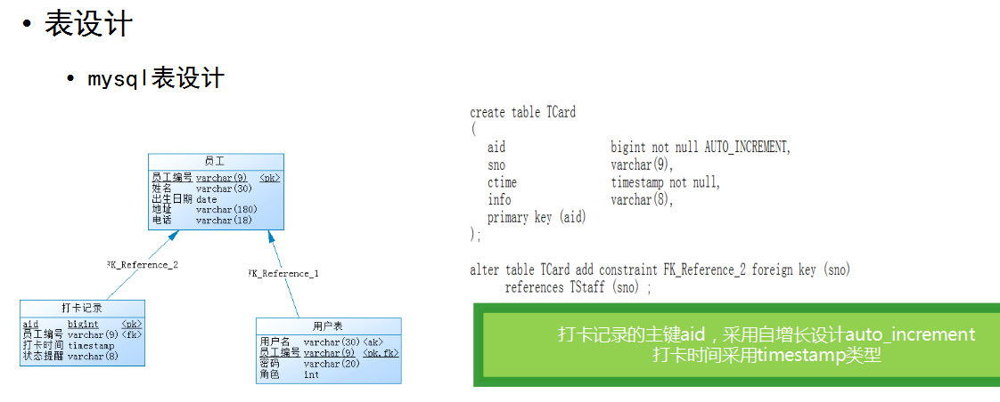 • 表设计
• mysql表设计
员工
员工编号 varchar(9) <pk>
姓名 varchar(30)
出生日期 date
地址 varchar(180)
电话 varchar(18)
FK_Reference_2
FK_Reference_1
打卡记录
aid bigint <pk>
员工编号 varchar(9) <fk>
打卡时间 timestamp
状态提醒 varchar(8)
用户表
用户名 varchar(30) <ak>
员工编号 varchar(9) <pk,fk>
密码 varchar(20)
角色 int
create table TCard
(
aid bigint not null AUTO_INCREMENT,
sno varchar(9),
ctime timestamp not null,
info varchar(8),
primary key (aid)
);
alter table TCard add constraint FK_Reference_2 foreign key (sno)
references TStaff (sno) ;
打卡记录的主键aid，采用自增长设计auto_increment
打卡时间采用timestamp类型